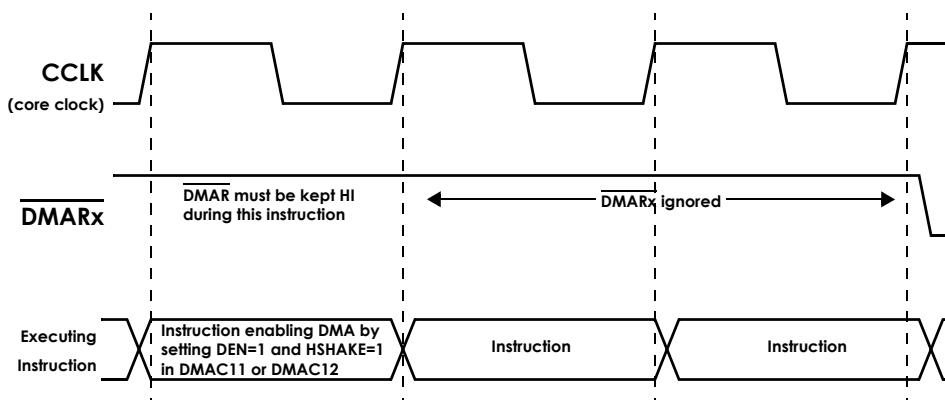 CCLK
(core clock)
DMARx
DMAR must be kept HI
during this instruction
DMARx ignored
Executing
Instruction
Instruction enabling DMA by
setting DEN=1 and HSHAKE=1
in DMAC11 or DMAC12
Instruction
Instruction